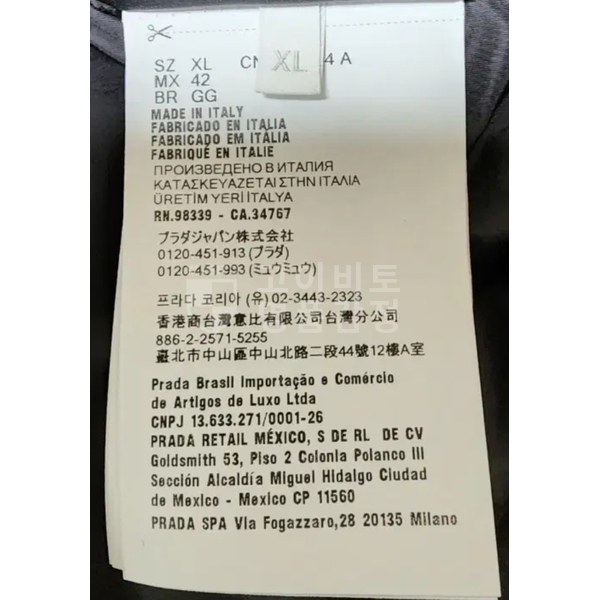 SZ XL CN XL 4 A
MX 42
BR GG
MADE IN ITALY
FABRICADO EN ITALIA
FABRICADO EM ITÁLIA
FABRIQUÉ EN ITALIE
ПРОИЗВЕДЕНО В ИТАЛИЯ
ΚΑΤΑΣΚΕΥΑΖΕΤΑΙ ΣΤΗΝ ΙΤΑΛΙΑ
ÜRETİM YERİ İTALYA
RN.98339 - CA.34767
プラダジャパン株式会社
0120-451-913 (プラダ)
0120-451-993 (ミュウミュウ)
프라다 코리아 (유) 02-3443-2323
香港商台灣意比有限公司台灣分公司
886-2-2571-5255
臺北市中山區中山北路二段44號12樓A室
Prada Brasil Importação e Comércio
de Artigos de Luxo Ltda
CNPJ 13.633.271/0001-26
PRADA RETAIL MÉXICO, S DE RL DE CV
Goldsmith 53, Piso 2 Colonia Polanco III
Sección Alcaldía Miguel Hidalgo Ciudad
de Mexico - Mexico CP 11560
PRADA SPA Via Fogazzaro,28 20135 Milano